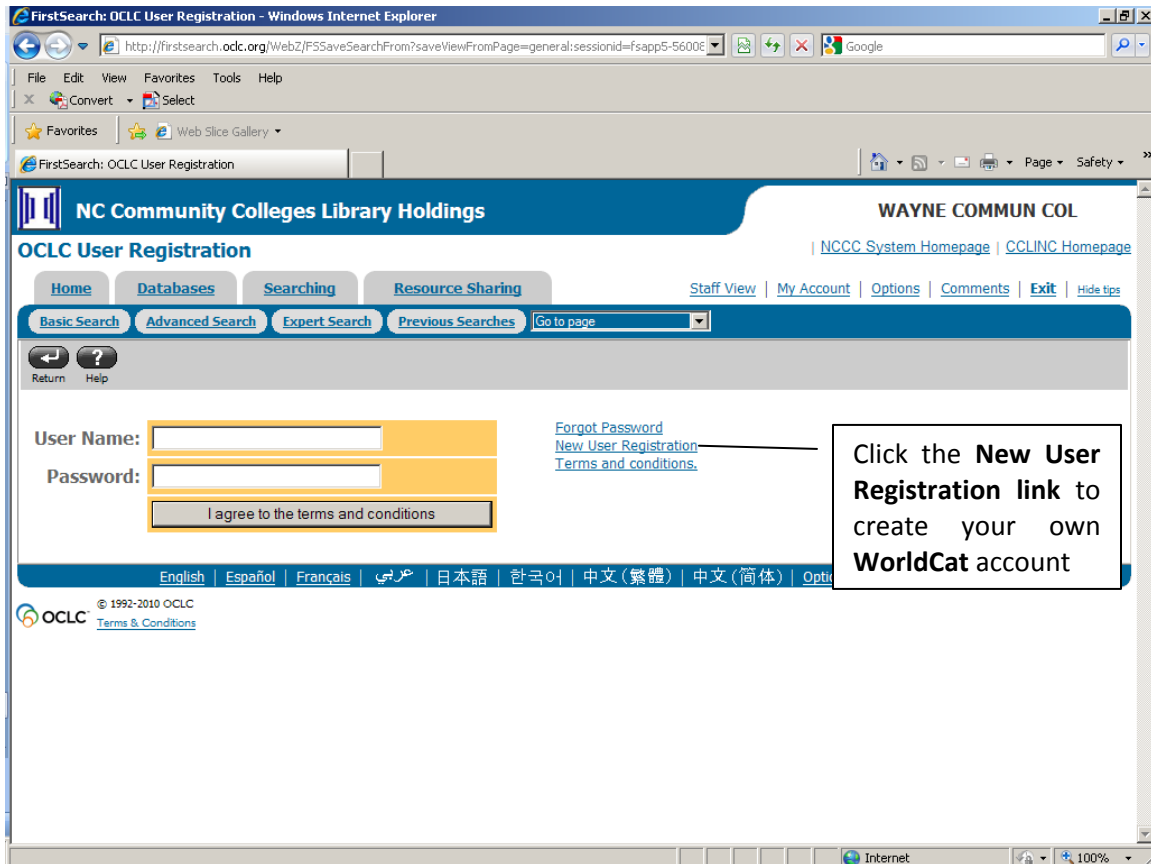 FirstSearch: OCLC User Registration - Windows Internet Explorer
http://firstsearch.oclc.org/WebZ/FSSaveSearchFrom?saveViewFromPage=general:sessionid=fsapp5-56008
Google
File Edit View Favorites Tools Help
Convert Select
Favorites Web Slice Gallery
FirstSearch: OCLC User Registration
Page Safety »
NC Community Colleges Library Holdings
WAYNE COMMUN COL
OCLC User Registration
| NCCC System Homepage | CCLINC Homepage
Home Databases Searching Resource Sharing
Staff View | My Account | Options | Comments | Exit | Hide tips
Basic Search Advanced Search Expert Search Previous Searches Go to page
Return Help
User Name:
Password:
I agree to the terms and conditions
Forgot Password
New User Registration
Terms and conditions.
Click the New User
Registration link to
create your own
WorldCat account
English | Español | Français | عربي | 日本語 | 한국어 | 中文(繁體) | 中文(简体) |
OCLC
© 1992-2010 OCLC
Terms & Conditions
Internet
100%